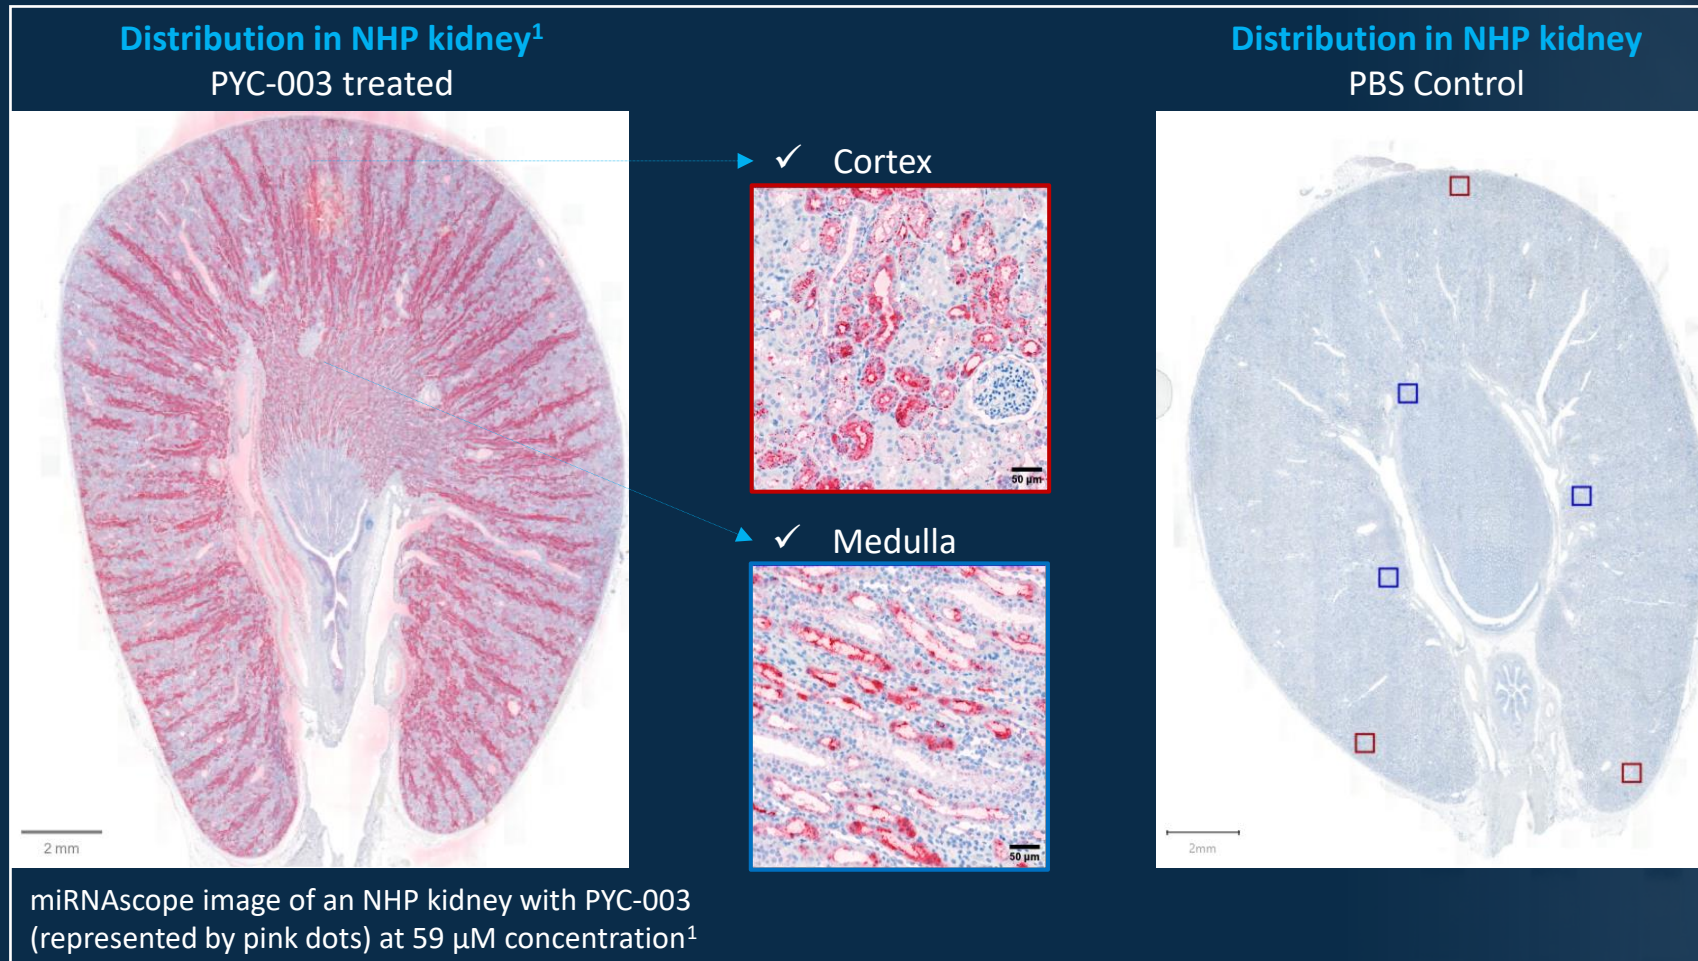 Distribution in NHP kidney¹
PYC-003 treated
Distribution in NHP kidney
PBS Control
✓ Cortex
50 µm
✓ Medulla
50 µm
2 mm
2mm
miRNAscope image of an NHP kidney with PYC-003
(represented by pink dots) at 59 µM concentration¹